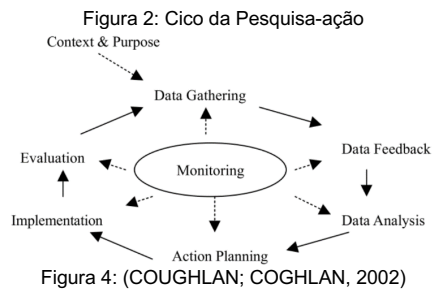 Figura 2: Cico da Pesquisa-ação
Context & Purpose
Data Gathering
Evaluation
Monitoring
Data Feedback
Implementation
Data Analysis
Action Planning
Figura 4: (COUGHLAN; COGHLAN, 2002)